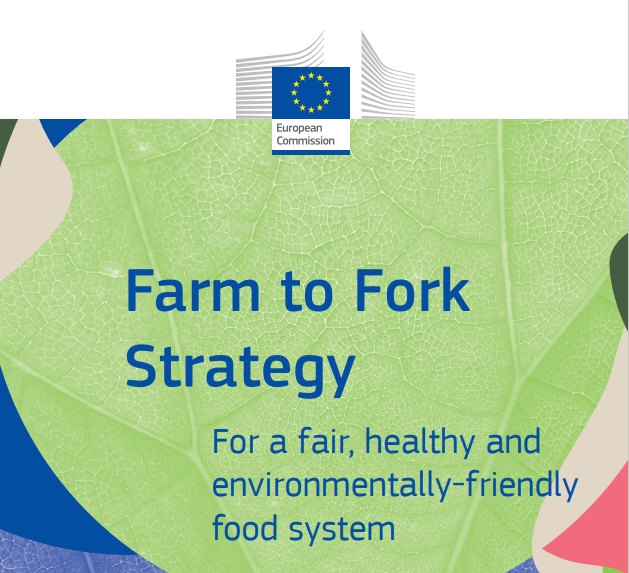 European
Commission
Farm to Fork
Strategy
For a fair, healthy and
environmentally-friendly
food system